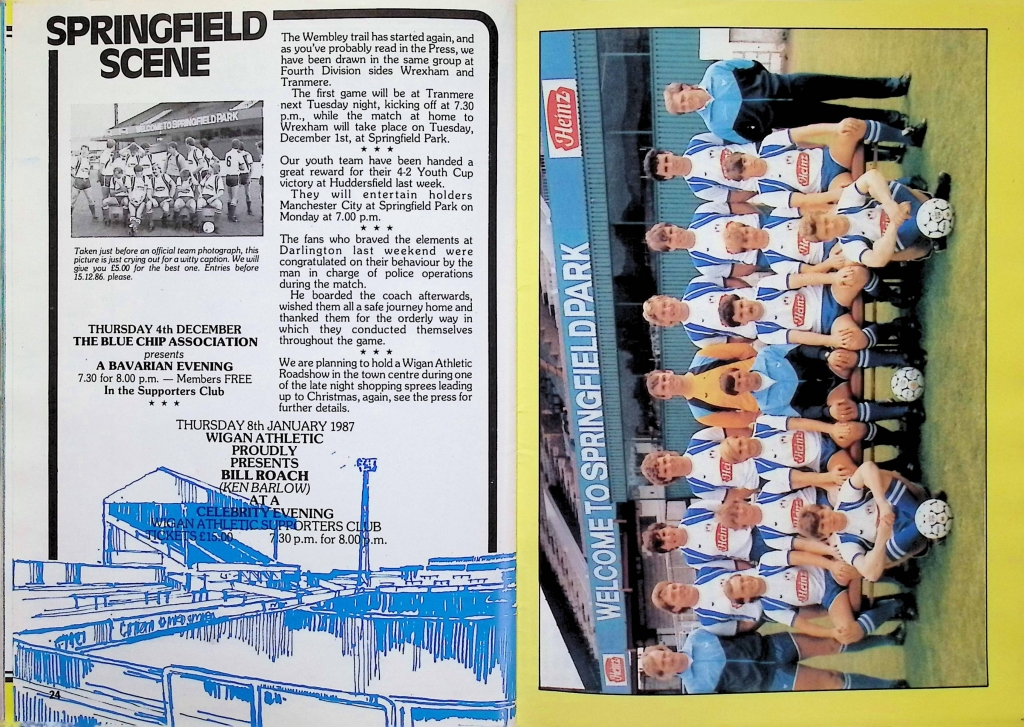 SPRINGFIELD
SCENE
WELCOME TO SPRINGFIELD PARK
6
Taken just before an official team photograph, this
picture is just crying out for a witty caption. We will
give you £5.00 for the best one. Entries before
15.12.86. please.
THURSDAY 4th DECEMBER
THE BLUE CHIP ASSOCIATION
presents
A BAVARIAN EVENING
7.30 for 8.00 p.m. — Members FREE
In the Supporters Club
★ ★ ★
The Wembley trail has started again, and
as you've probably read in the Press, we
have been drawn in the same group at
Fourth Division sides Wrexham and
Tranmere.
The first game will be at Tranmere
next Tuesday night, kicking off at 7.30
p.m., while the match at home to
Wrexham will take place on Tuesday,
December 1st, at Springfield Park.
★ ★ ★
Our youth team have been handed a
great reward for their 4-2 Youth Cup
victory at Huddersfield last week.
They will entertain holders
Manchester City at Springfield Park on
Monday at 7.00 p.m.
★ ★ ★
The fans who braved the elements at
Darlington last weekend were
congratulated on their behaviour by the
man in charge of police operations
during the match.
He boarded the coach afterwards,
wished them all a safe journey home and
thanked them for the orderly way in
which they conducted themselves
throughout the game.
★ ★ ★
We are planning to hold a Wigan Athletic
Roadshow in the town centre during one
of the late night shopping sprees leading
up to Christmas, again, see the press for
further details.
THURSDAY 8th JANUARY 1987
WIGAN ATHLETIC
PROUDLY
PRESENTS
BILL ROACH
(KEN BARLOW)
AT A
CELEBRITY EVENING
WIGAN ATHLETIC SUPPORTERS CLUB
TICKETS £15.00 7.30 p.m. for 8.00 p.m.
24
Heinz
WELCOME TO SPRINGFIELD PARK
Heinz
Heinz
Heinz
Heinz
Heinz
Heinz
Heinz
Heinz
Heinz